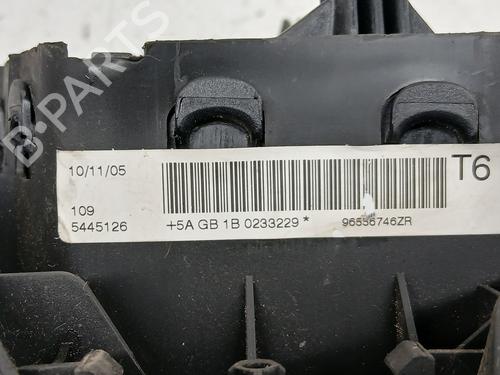 B-PARTS
10/11/05
T6
109
5445126
+5A GB 1B 0233229 *
96556746ZR